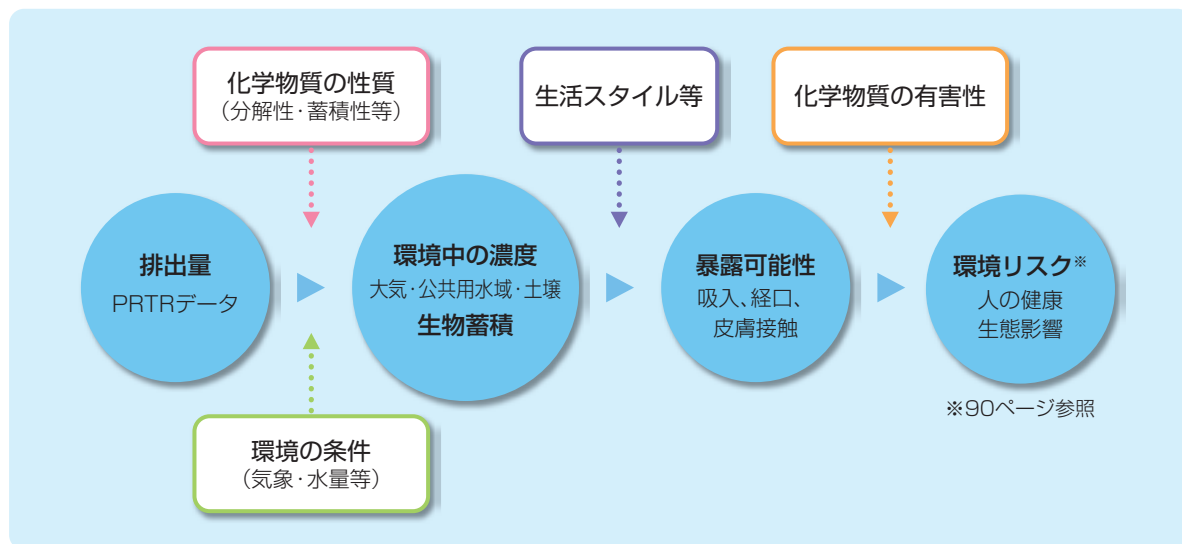 化学物質の性質
（分解性・蓄積性等）
生活スタイル等
化学物質の有害性
排出量
PRTRデータ
環境中の濃度
大気・公共用水域・土壌
生物蓄積
暴露可能性
吸入、経口、
皮膚接触
環境リスク※
人の健康
生態影響
※90ページ参照
環境の条件
（気象・水量等）